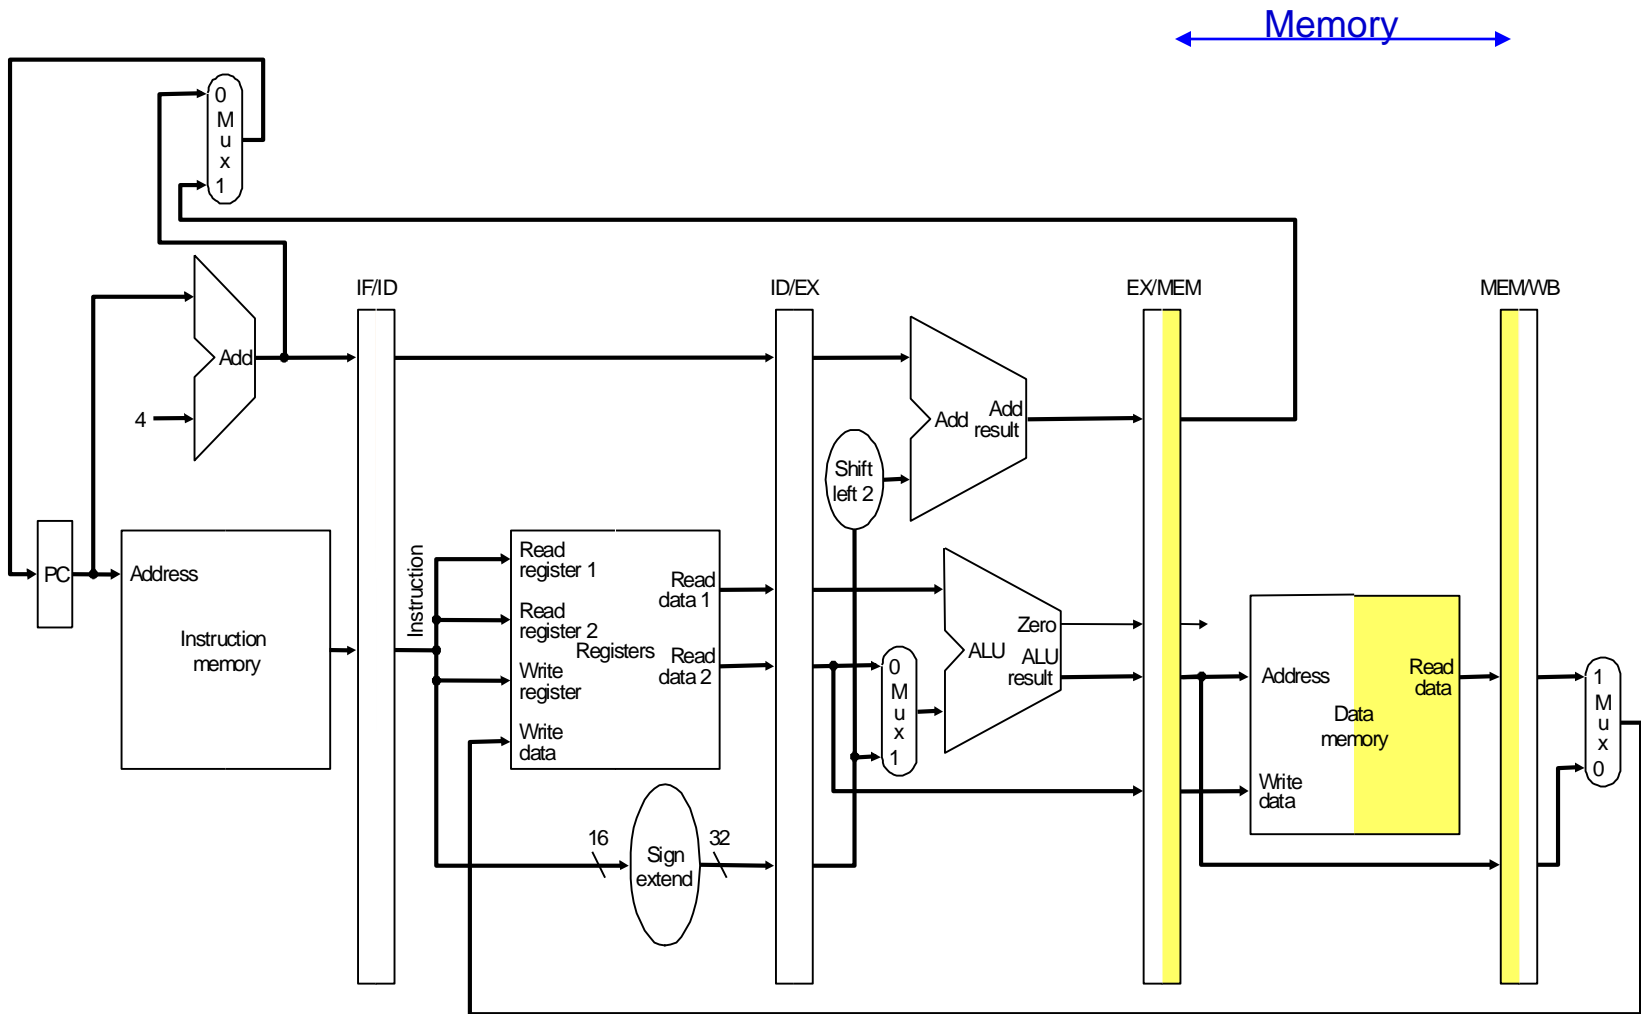 Memory
0
M
u
x
1
IF/ID
ID/EX
EX/MEM
MEM/WB
Add
4
Add
Add
result
Shift
left 2
PC
Address
Instruction
memory
Instruction
Read
register 1
Read
register 2
Registers
Write
register
Write
data
Read
data 1
Read
data 2
16
Sign
extend
32
0
M
u
x
1
Zero
ALU
ALU
result
Address
Read
data
Data
memory
Write
data
1
M
u
x
0